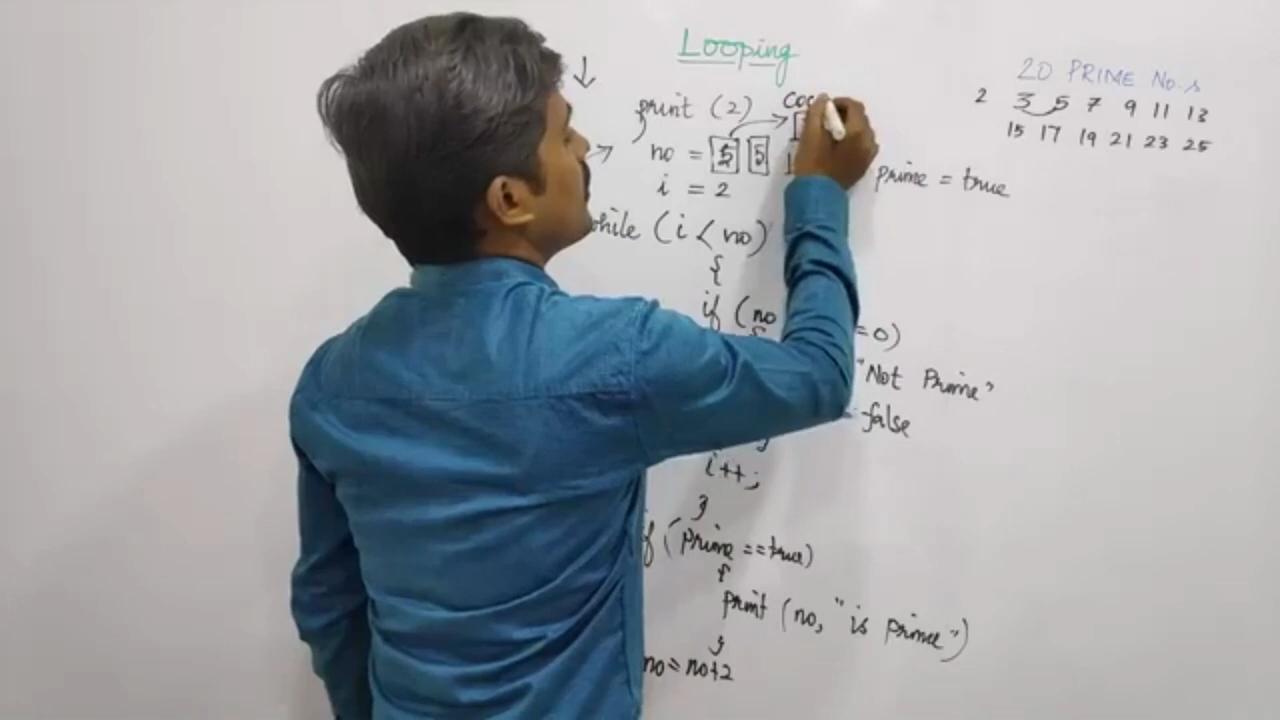 Looping
20 PRIME No.s
2 3 5 7 9 11 13
15 17 19 21 23 25
print (2)
no = 5 5
i = 2
prime = true
while (i < no)
{
if (no =0)
"Not Prime"
false
i++;
}
if (Prime == true)
{
print (no, "is Prime")
}
no = no+2